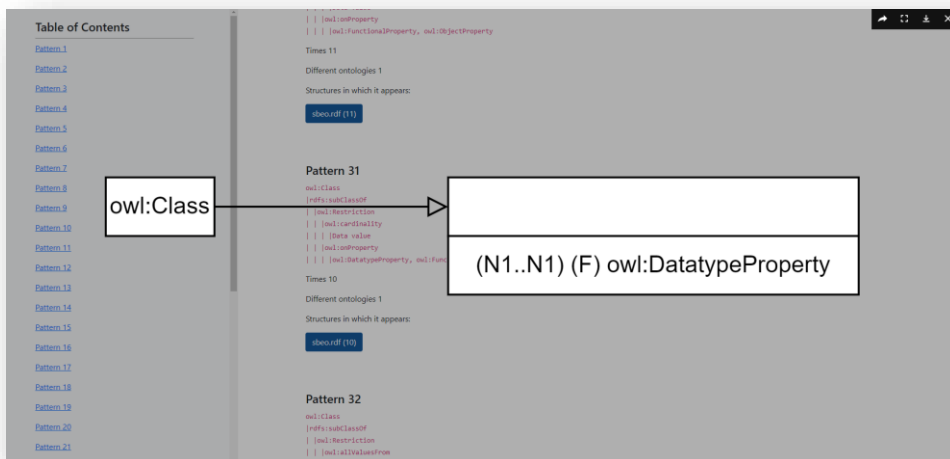 Table of Contents
Pattern 1
Pattern 2
Pattern 3
Pattern 4
Pattern 5
Pattern 6
Pattern 7
Pattern 8
Pattern 9
Pattern 10
Pattern 11
Pattern 12
Pattern 13
Pattern 14
Pattern 15
Pattern 16
Pattern 17
Pattern 18
Pattern 19
Pattern 20
Pattern 21
| | |owl:onProperty
| | | |owl:FunctionalProperty, owl:ObjectProperty
Times 11
Different ontologies 1
Structures in which it appears:
sbeo.rdf (11)
Pattern 31
owl:Class
|rdfs:subClassOf
| |owl:Restriction
| | |owl:cardinality
| | | |Data value
| | |owl:onProperty
| | | |owl:DatatypeProperty,
Times 10
Different ontologies 1
Structures in which it appears:
sbeo.rdf (10)
Pattern 32
owl:Class
|rdfs:subClassOf
| |owl:Restriction
| | |owl:allValuesFrom
owl:Class
(N1..N1) (F) owl:DatatypeProperty